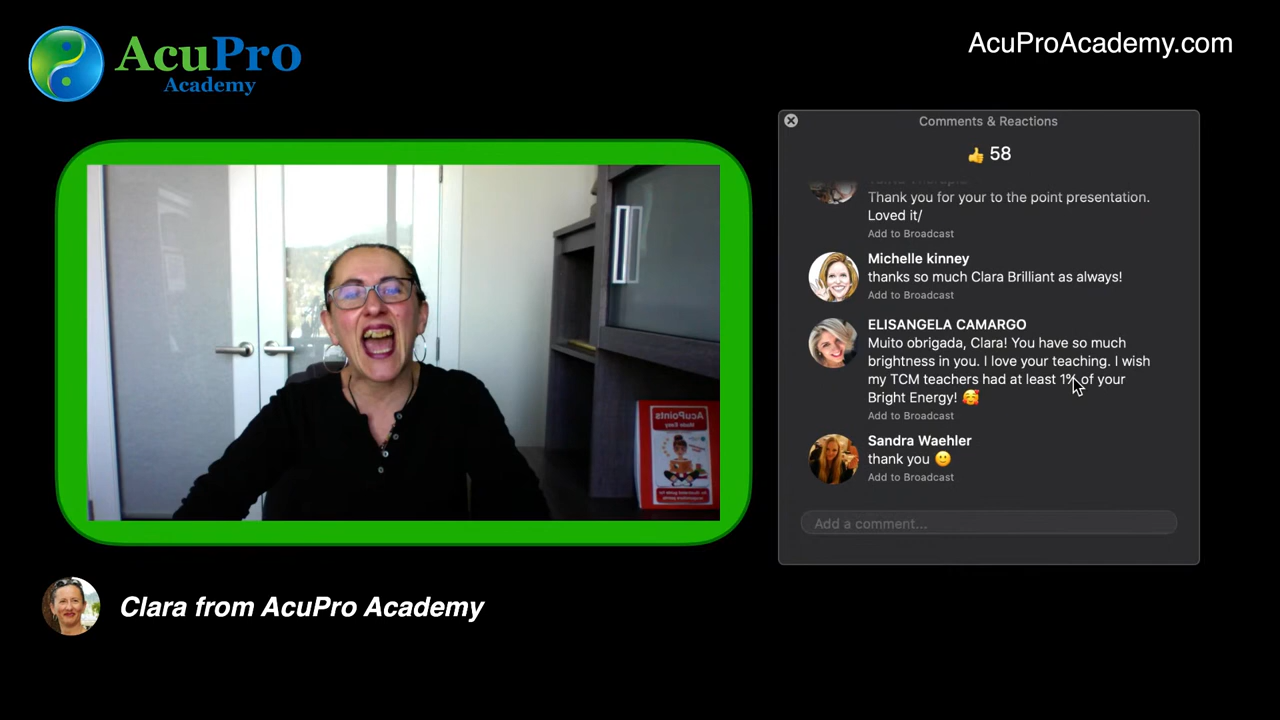 AcuPro
Academy
AcuProAcademy.com
Comments & Reactions
58
Thank you for your to the point presentation.
Loved it/
Add to Broadcast
Michelle kinney
thanks so much Clara Brilliant as always!
Add to Broadcast
ELISANGELA CAMARGO
Muito obrigada, Clara! You have so much
brightness in you. I love your teaching. I wish
my TCM teachers had at least 1% of your
Bright Energy! 🥰
Add to Broadcast
Sandra Waehler
thank you 🙂
Add to Broadcast
Add a comment...
AcuPoints
Made Easy
Clara from AcuPro Academy